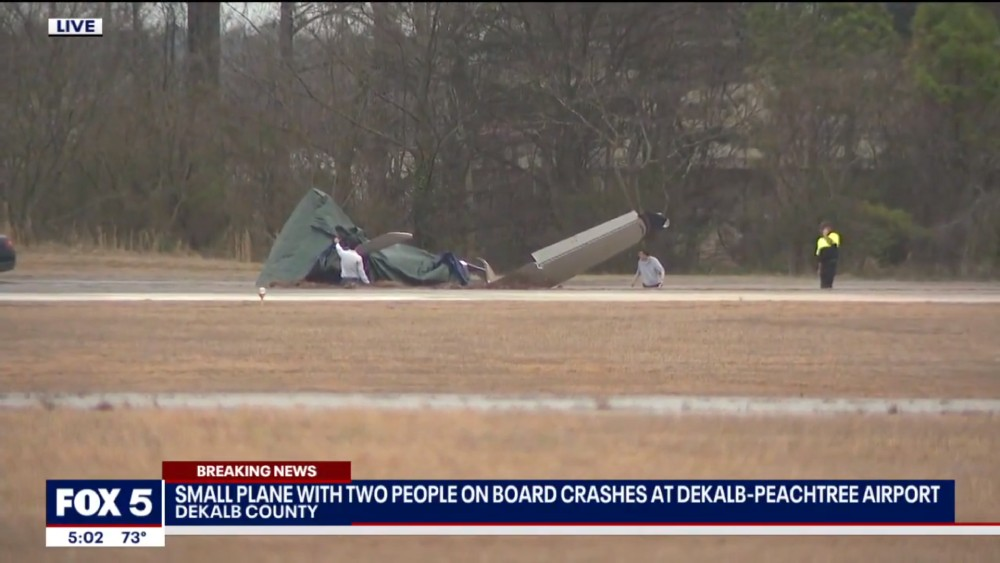 LIVE
BREAKING NEWS
SMALL PLANE WITH TWO PEOPLE ON BOARD CRASHES AT DEKALB-PEACHTREE AIRPORT
DEKALB COUNTY
FOX 5
5:02 73°